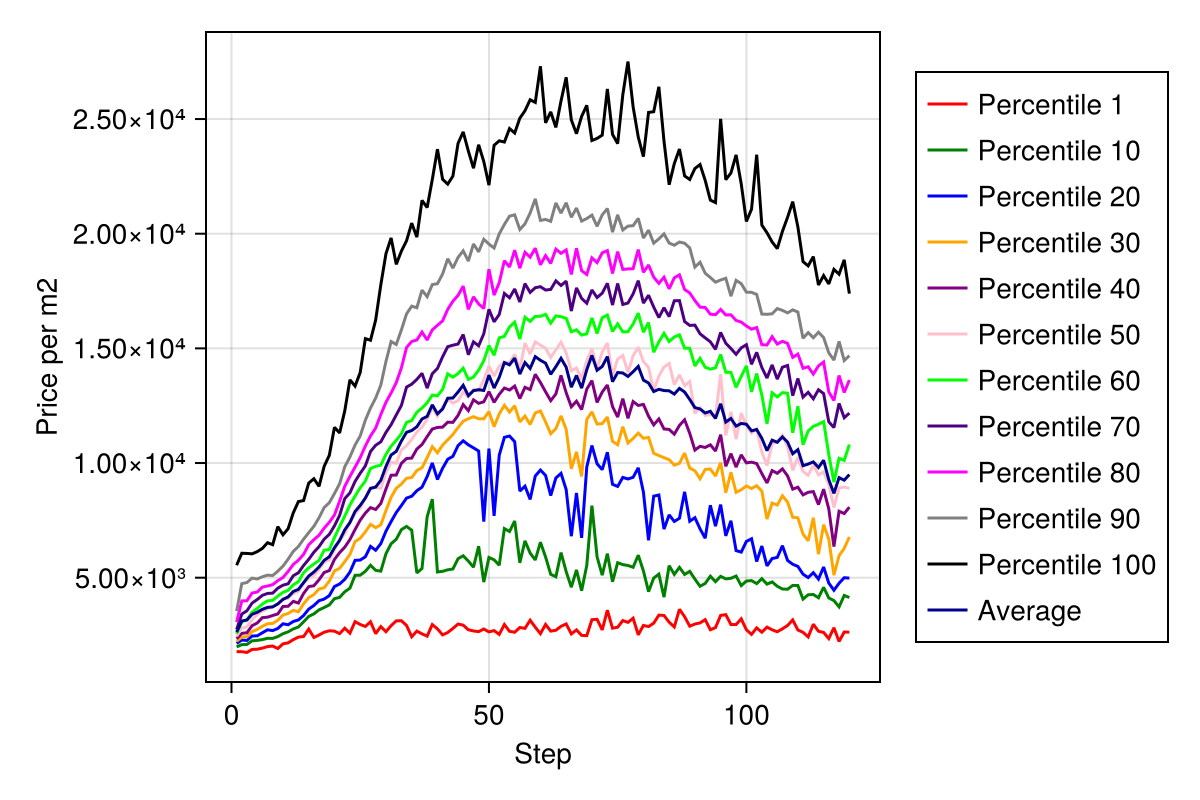 Price per m2
2.50×10⁴
2.00×10⁴
1.50×10⁴
1.00×10⁴
5.00×10³
0
50
100
Step
Percentile 1
Percentile 10
Percentile 20
Percentile 30
Percentile 40
Percentile 50
Percentile 60
Percentile 70
Percentile 80
Percentile 90
Percentile 100
Average